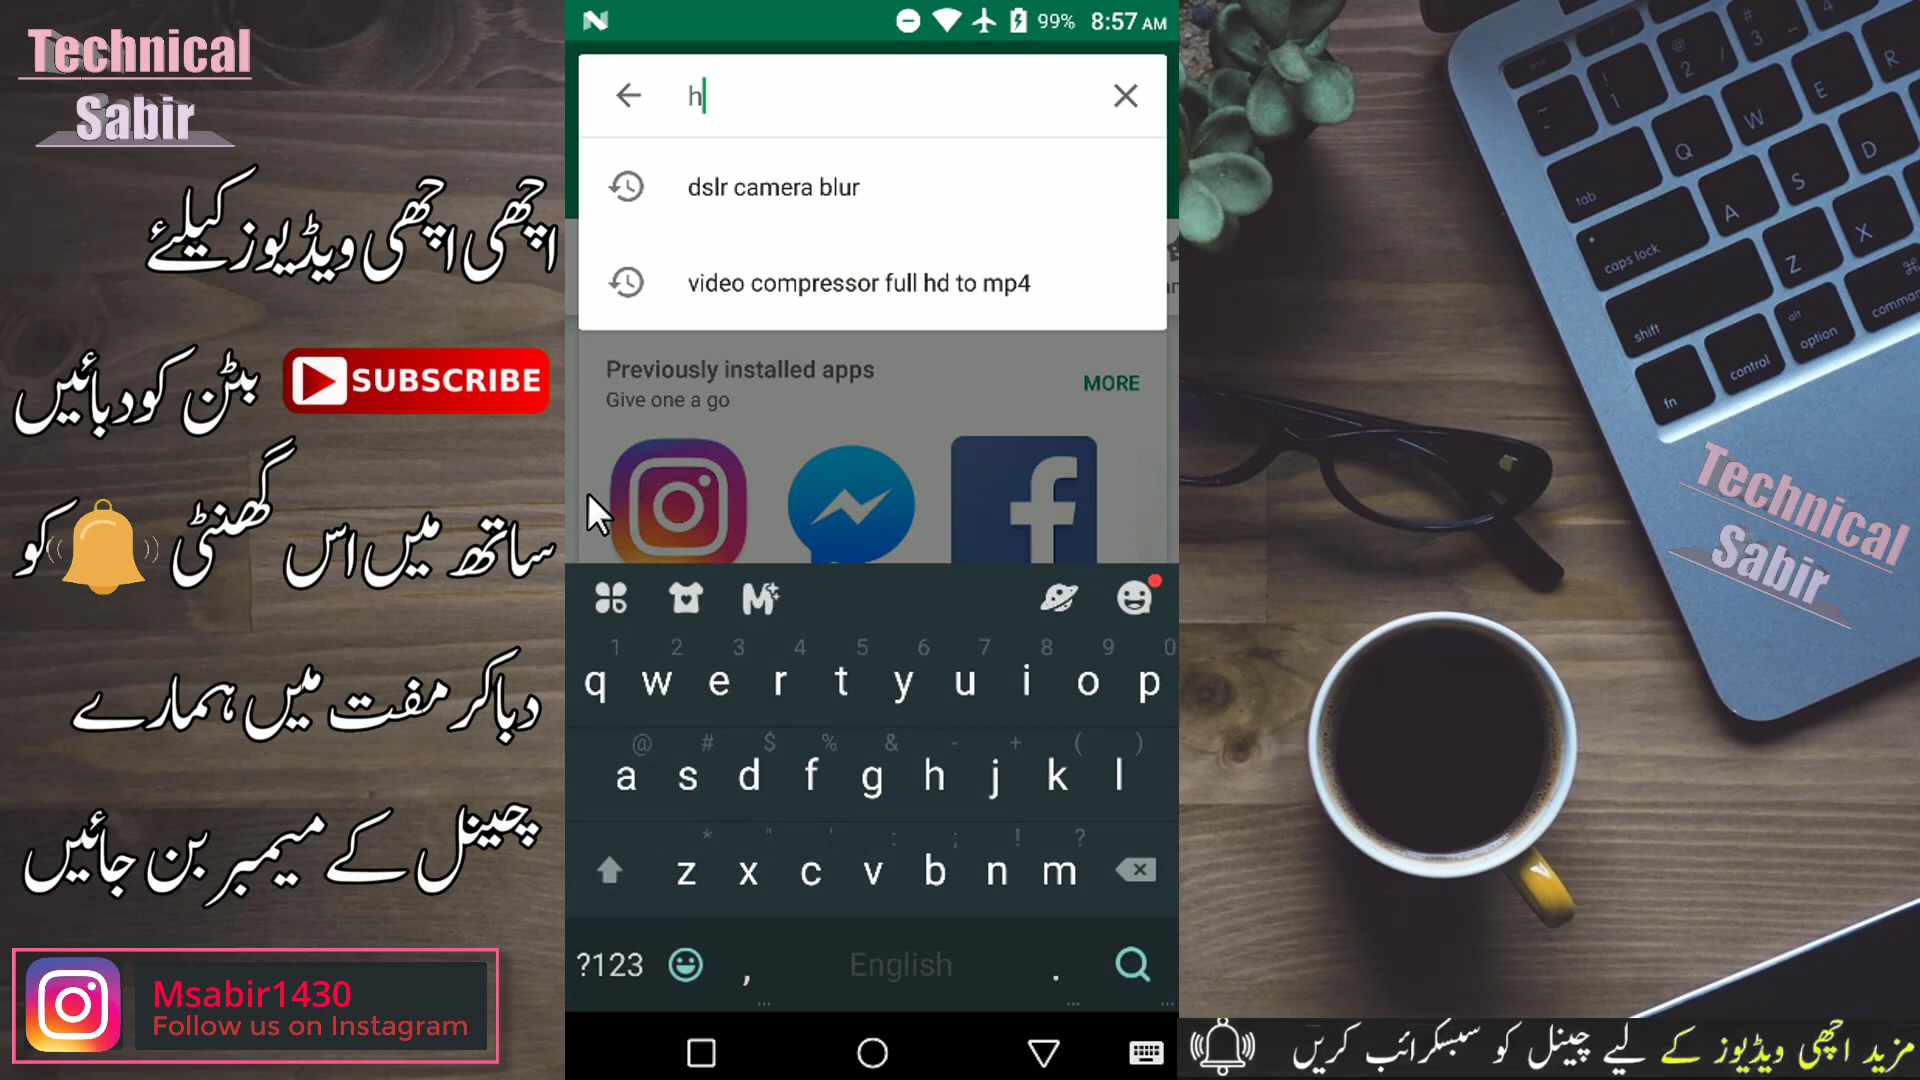 Technical
Sabir
اچھی اچھی ویڈیوز کیلئے
SUBSCRIBE بٹن کو دبائیں
ساتھ میں اس گھنٹی کو
دبا کر مفت میں ہمارے
چینل کے میمبر بن جائیں
Msabir1430
Follow us on Instagram
99% 8:57 AM
h
dslr camera blur
video compressor full hd to mp4
Previously installed apps
Give one a go
MORE
1 2 3 4 5 6 7 8 9 0
q w e r t y u i o p
@ # $ % & - + ( )
a s d f g h j k l
* " ' : ; ! ?
z x c v b n m
?123 , English .
Technical
Sabir
مزید اچھی ویڈیوز کے لیے چینل کو سبسکرائب کریں
tab
caps lock
shift
fn
control
alt
option
Q W E R
A S D
Z X